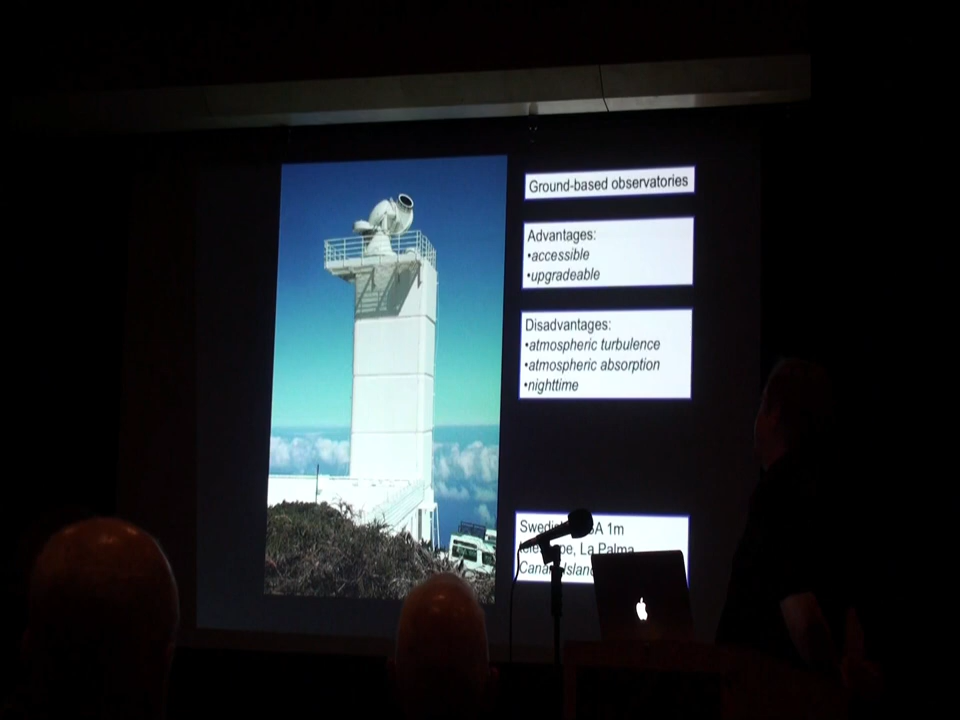 Ground-based observatories
Advantages:
•accessible
•upgradeable
Disadvantages:
•atmospheric turbulence
•atmospheric absorption
•nighttime
1m
La Palma